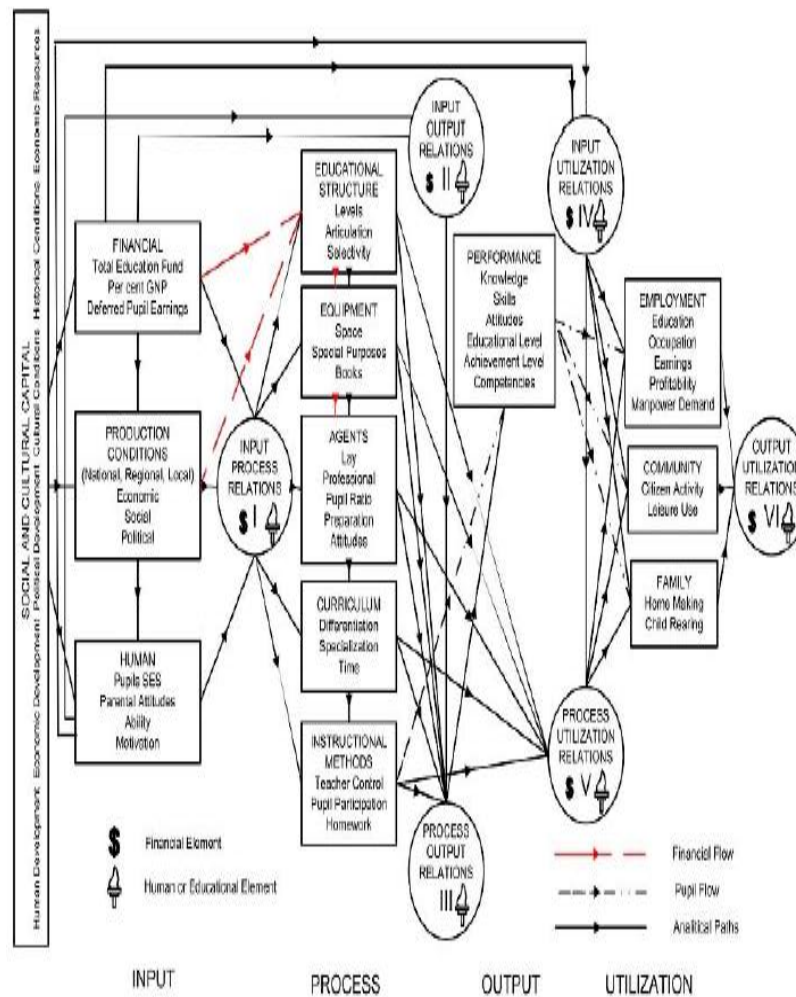 SOCIAL AND CULTURAL CAPITAL
Human Development Economic Development Political Development Cultural Conditions Historical Conditions Economic Resources
FINANCIAL
Total Education Fund
Per cent GNP
Deferred Pupil Earnings
PRODUCTION
CONDITIONS
(National, Regional, Local)
Economic
Social
Political
HUMAN
Pupils SES
Parental Attitudes
Ability
Motivation
INPUT
PROCESS
RELATIONS
$ I
EDUCATIONAL
STRUCTURE
Levels
Articulation
Selectivity
EQUIPMENT
Space
Special Purposes
Books
AGENTS
Lay
Professional
Pupil Ratio
Preparation
Attitudes
CURRICULUM
Differentiation
Specialization
Time
INSTRUCTIONAL
METHODS
Teacher Control
Pupil Participation
Homework
INPUT
OUTPUT
RELATIONS
$ II
PROCESS
OUTPUT
RELATIONS
III
PERFORMANCE
Knowledge
Skills
Attitudes
Educational Level
Achievement Level
Competencies
INPUT
UTILIZATION
RELATIONS
$ IV
PROCESS
UTILIZATION
RELATIONS
$ V
EMPLOYMENT
Education
Occupation
Earnings
Profitability
Manpower Demand
COMMUNITY
Citizen Activity
Leisure Use
FAMILY
Home Making
Child Rearing
OUTPUT
UTILIZATION
RELATIONS
$ VI
$ Financial Element
Human or Educational Element
Financial Flow
Pupil Flow
Analitical Paths
INPUT PROCESS OUTPUT UTILIZATION